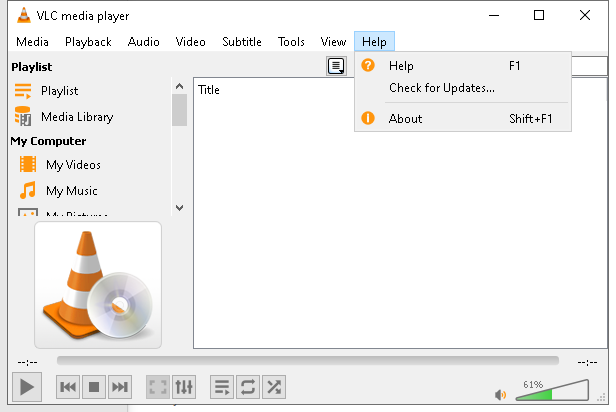 VLC media player
Media Playback Audio Video Subtitle Tools View Help
Playlist
Playlist
Media Library
My Computer
My Videos
My Music
My Pictures
Title
Help F1
Check for Updates...
About Shift+F1
--:-- --:--
61%